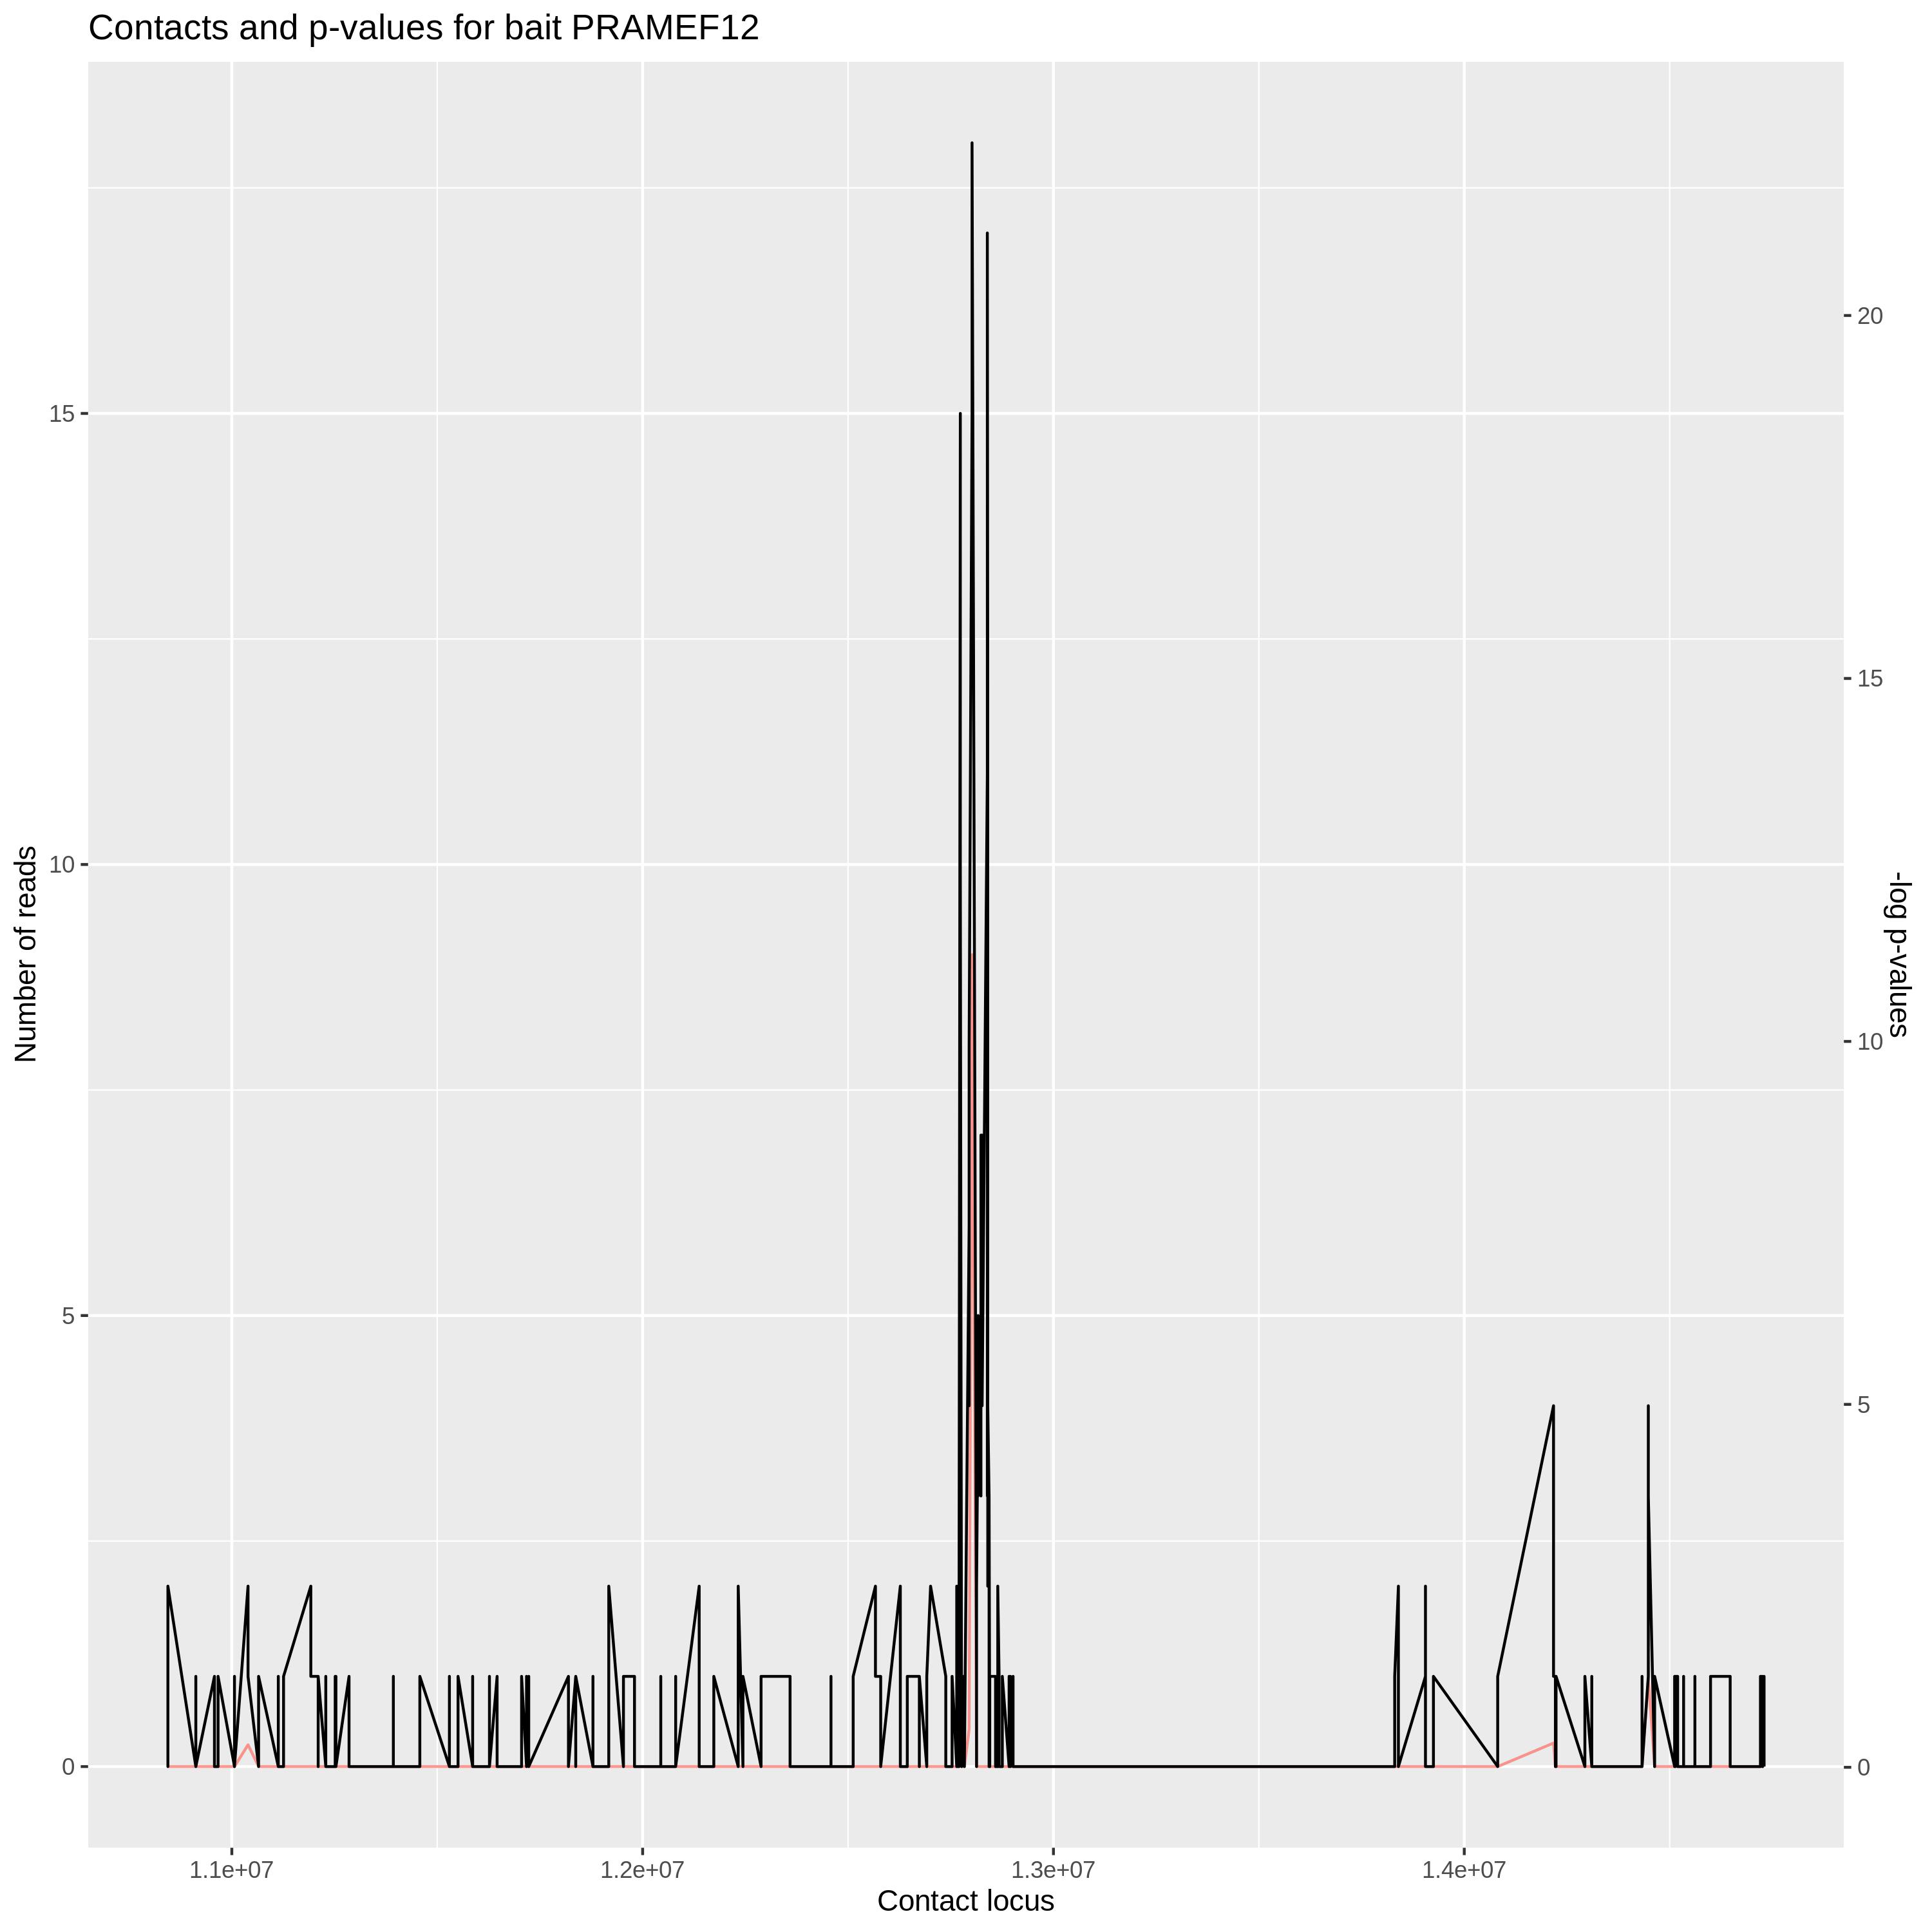 Contacts and p-values for bait PRAMEF12
Number of reads
15
10
5
0
20
15
10
5
0
-log p-values
1.1e+07
1.2e+07
1.3e+07
1.4e+07
Contact locus